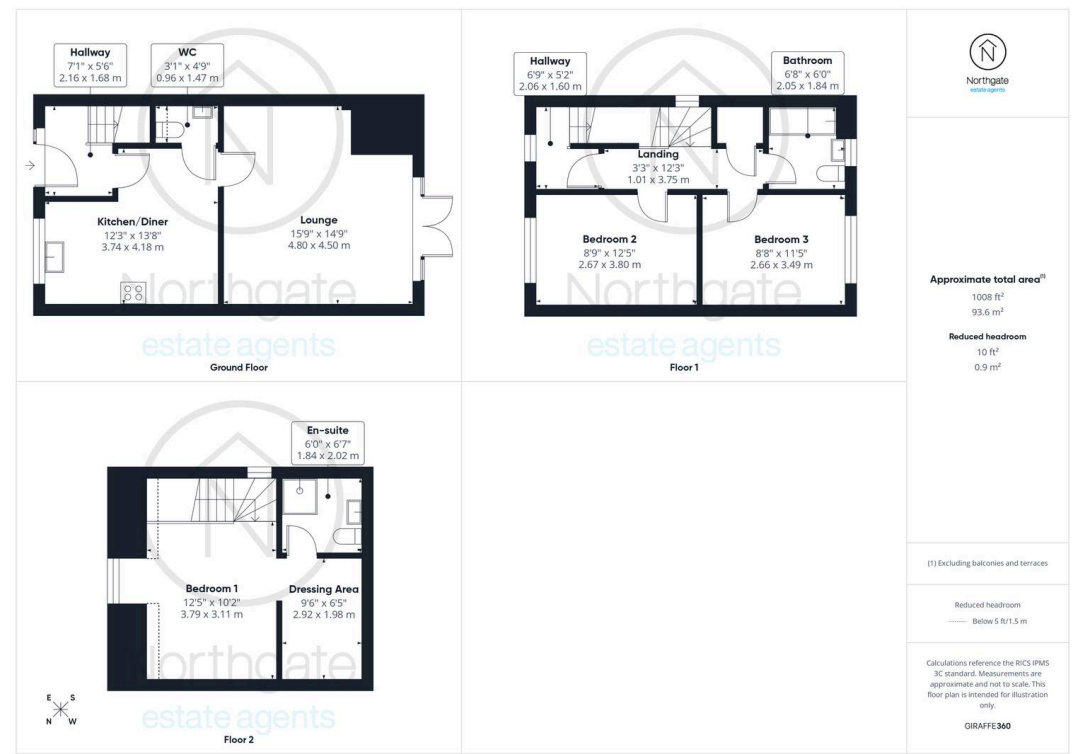 Hallway
7'1" x 5'6"
2.16 x 1.68 m
WC
3'1" x 4'9"
0.96 x 1.47 m
Kitchen/Diner
12'3" x 13'8"
3.74 x 4.18 m
Lounge
15'9" x 14'9"
4.80 x 4.50 m
Northgate
estate agents
Ground Floor
Hallway
6'9" x 5'2"
2.06 x 1.60 m
Bathroom
6'8" x 6'0"
2.05 x 1.84 m
Landing
3'3" x 12'3"
1.01 x 3.75 m
Bedroom 2
8'9" x 12'5"
2.67 x 3.80 m
Bedroom 3
8'8" x 11'5"
2.66 x 3.49 m
Northgate
estate agents
Floor 1
En-suite
6'0" x 6'7"
1.84 x 2.02 m
Bedroom 1
12'5" x 10'2"
3.79 x 3.11 m
Dressing Area
9'6" x 6'5"
2.92 x 1.98 m
Northgate
estate agents
E S
N W
Floor 2
N
Northgate
estate agents
Approximate total area(1)
1008 ft²
93.6 m²
Reduced headroom
10 ft²
0.9 m²
(1) Excluding balconies and terraces
Reduced headroom
Below 5 ft/1.5 m
Calculations reference the RICS IPMS
3C standard. Measurements are
approximate and not to scale. This
floor plan is intended for illustration
only.
GIRAFFE360